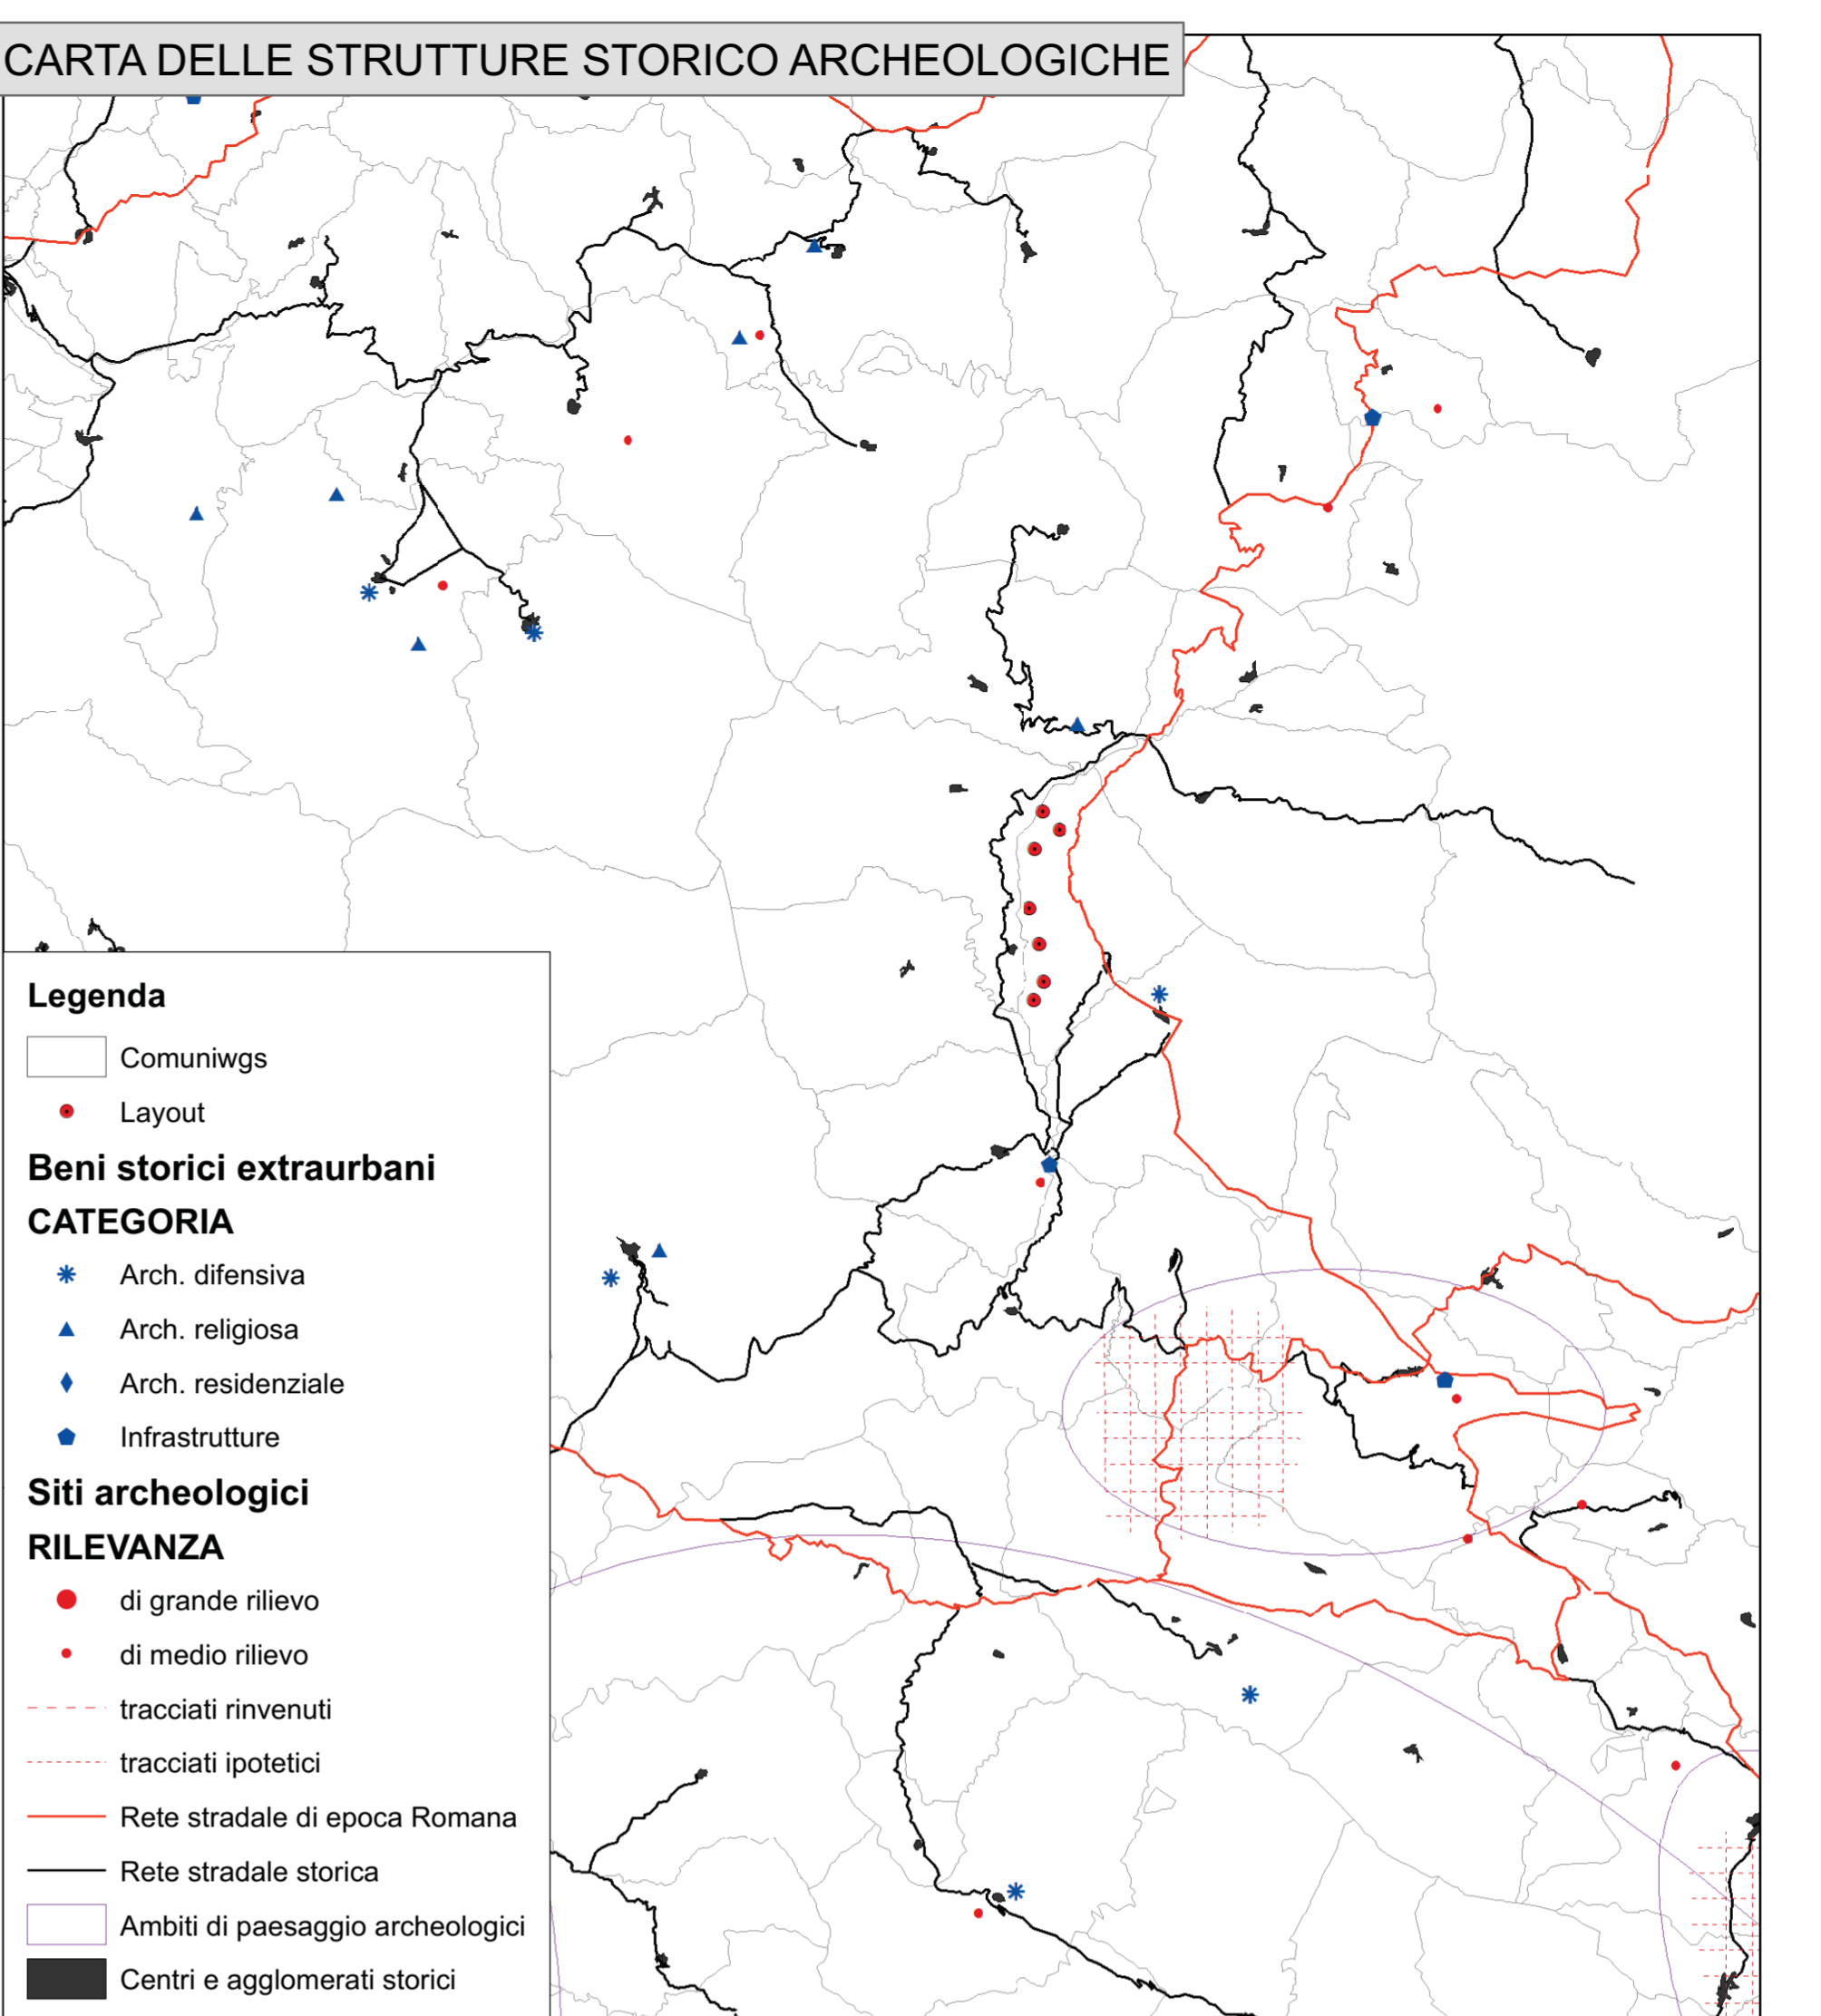 CARTA DELLE STRUTTURE STORICO ARCHEOLOGICHE
Legenda
Comuniwgs
Layout
Beni storici extraurbani
CATEGORIA
Arch. difensiva
Arch. religiosa
Arch. residenziale
Infrastrutture
Siti archeologici
RILEVANZA
di grande rilievo
di medio rilievo
tracciati rinvenuti
tracciati ipotetici
Rete stradale di epoca Romana
Rete stradale storica
Ambiti di paesaggio archeologici
Centri e agglomerati storici